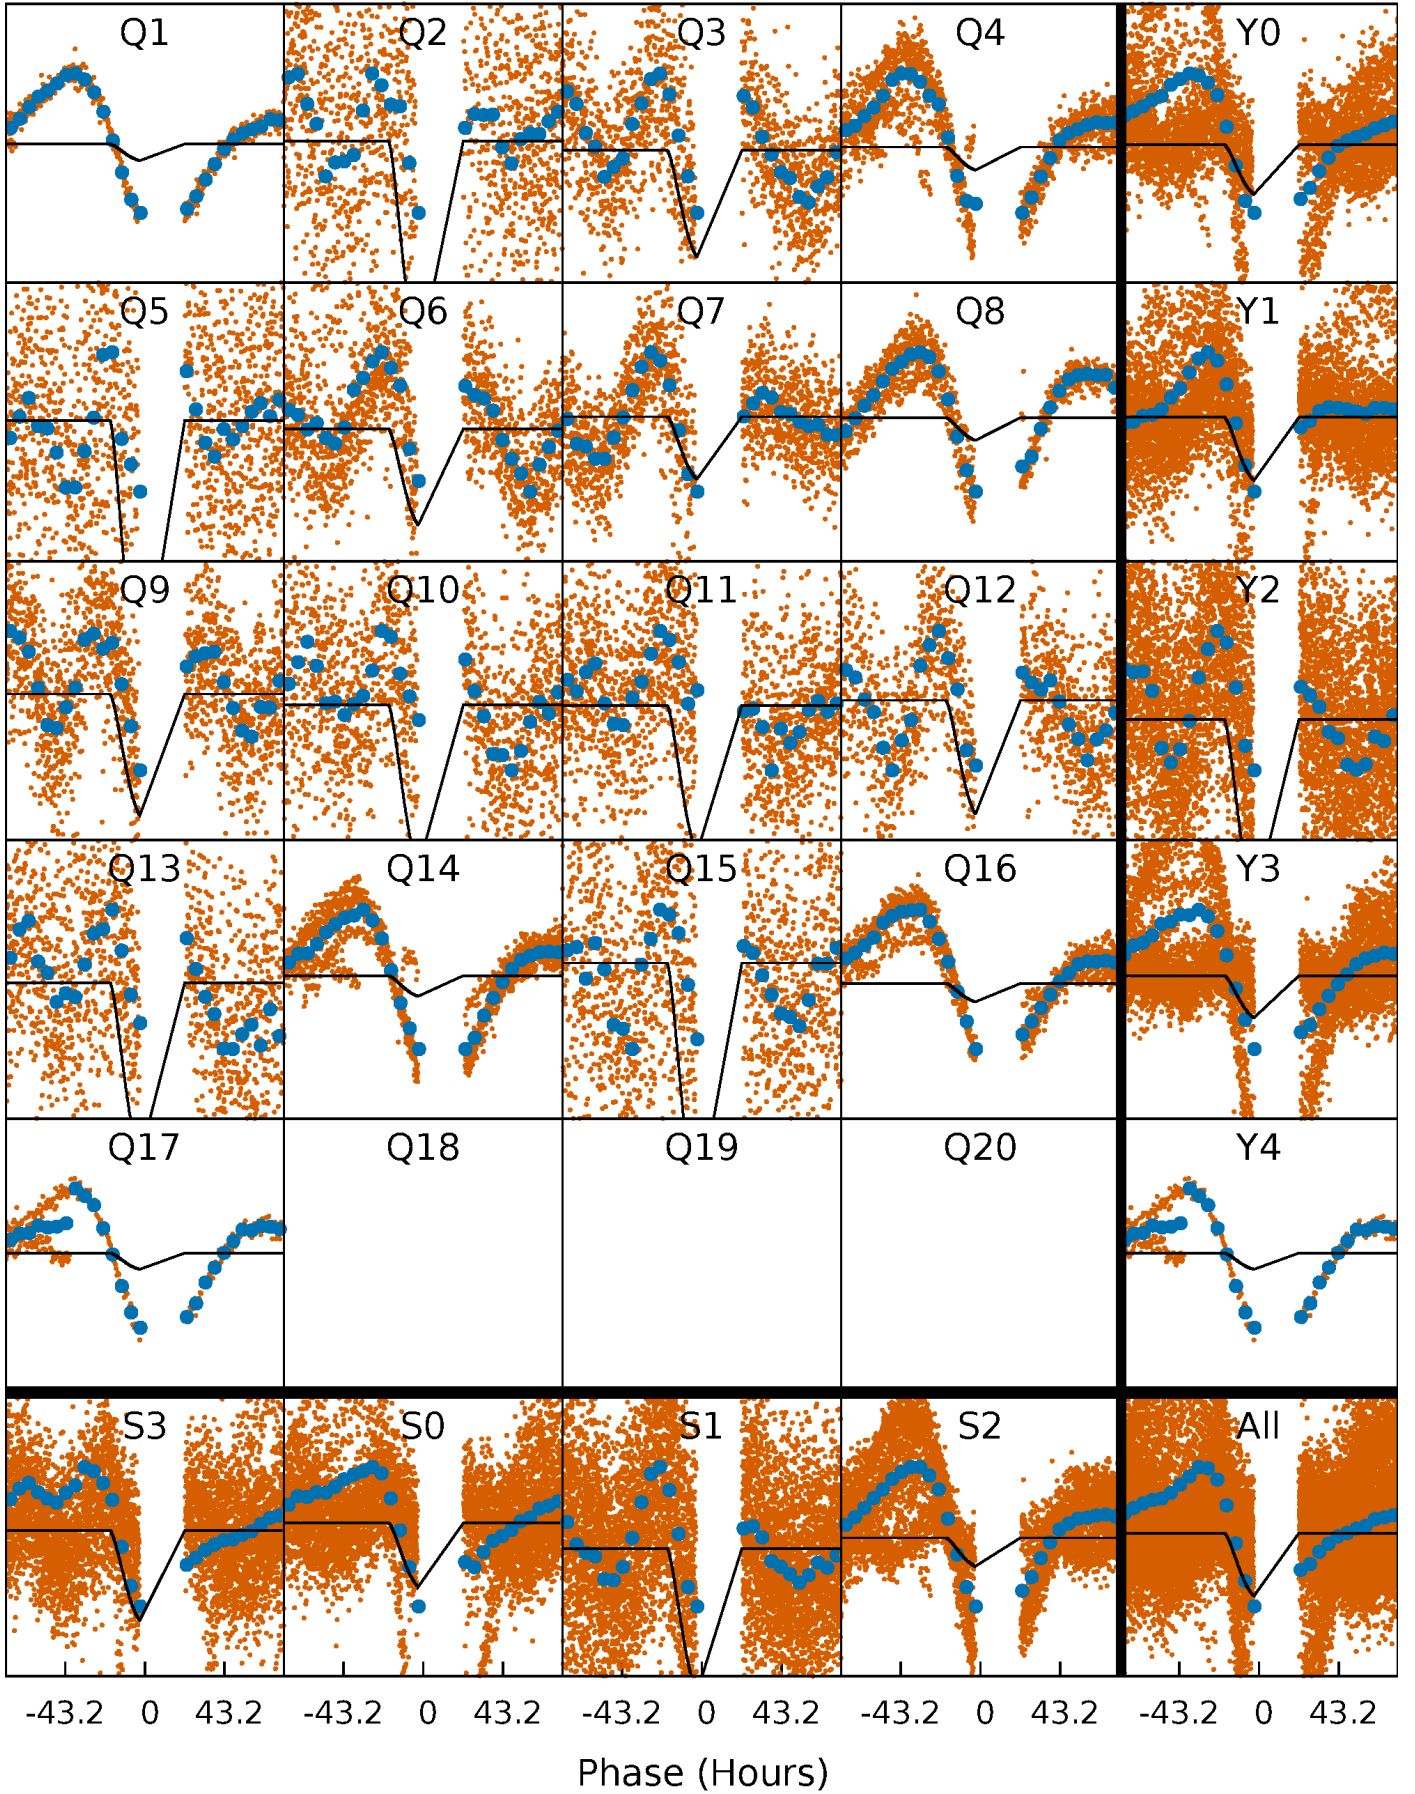 Q1 Q2 Q3 Q4 Y0
Q5 Q6 Q7 Q8 Y1
Q9 Q10 Q11 Q12 Y2
Q13 Q14 Q15 Q16 Y3
Q17 Q18 Q19 Q20 Y4
S3 S0 S1 S2 All
-43.2 0 43.2 -43.2 0 43.2 -43.2 0 43.2 -43.2 0 43.2 -43.2 0 43.2
Phase (Hours)